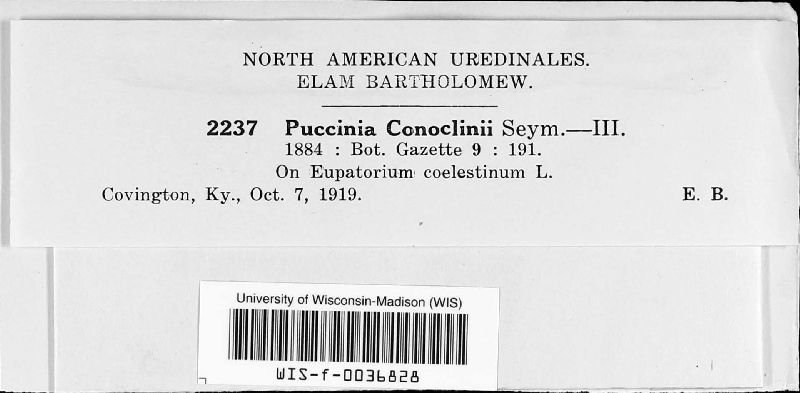 NORTH AMERICAN UREDINALES.
ELAM BARTHOLOMEW.
2237 Puccinia Conoclinii Seym.—III.
1884 : Bot. Gazette 9 : 191.
On Eupatorium coelestinum L.
Covington, Ky., Oct. 7, 1919. E. B.
University of Wisconsin-Madison (WIS)
WIS-f-0036828